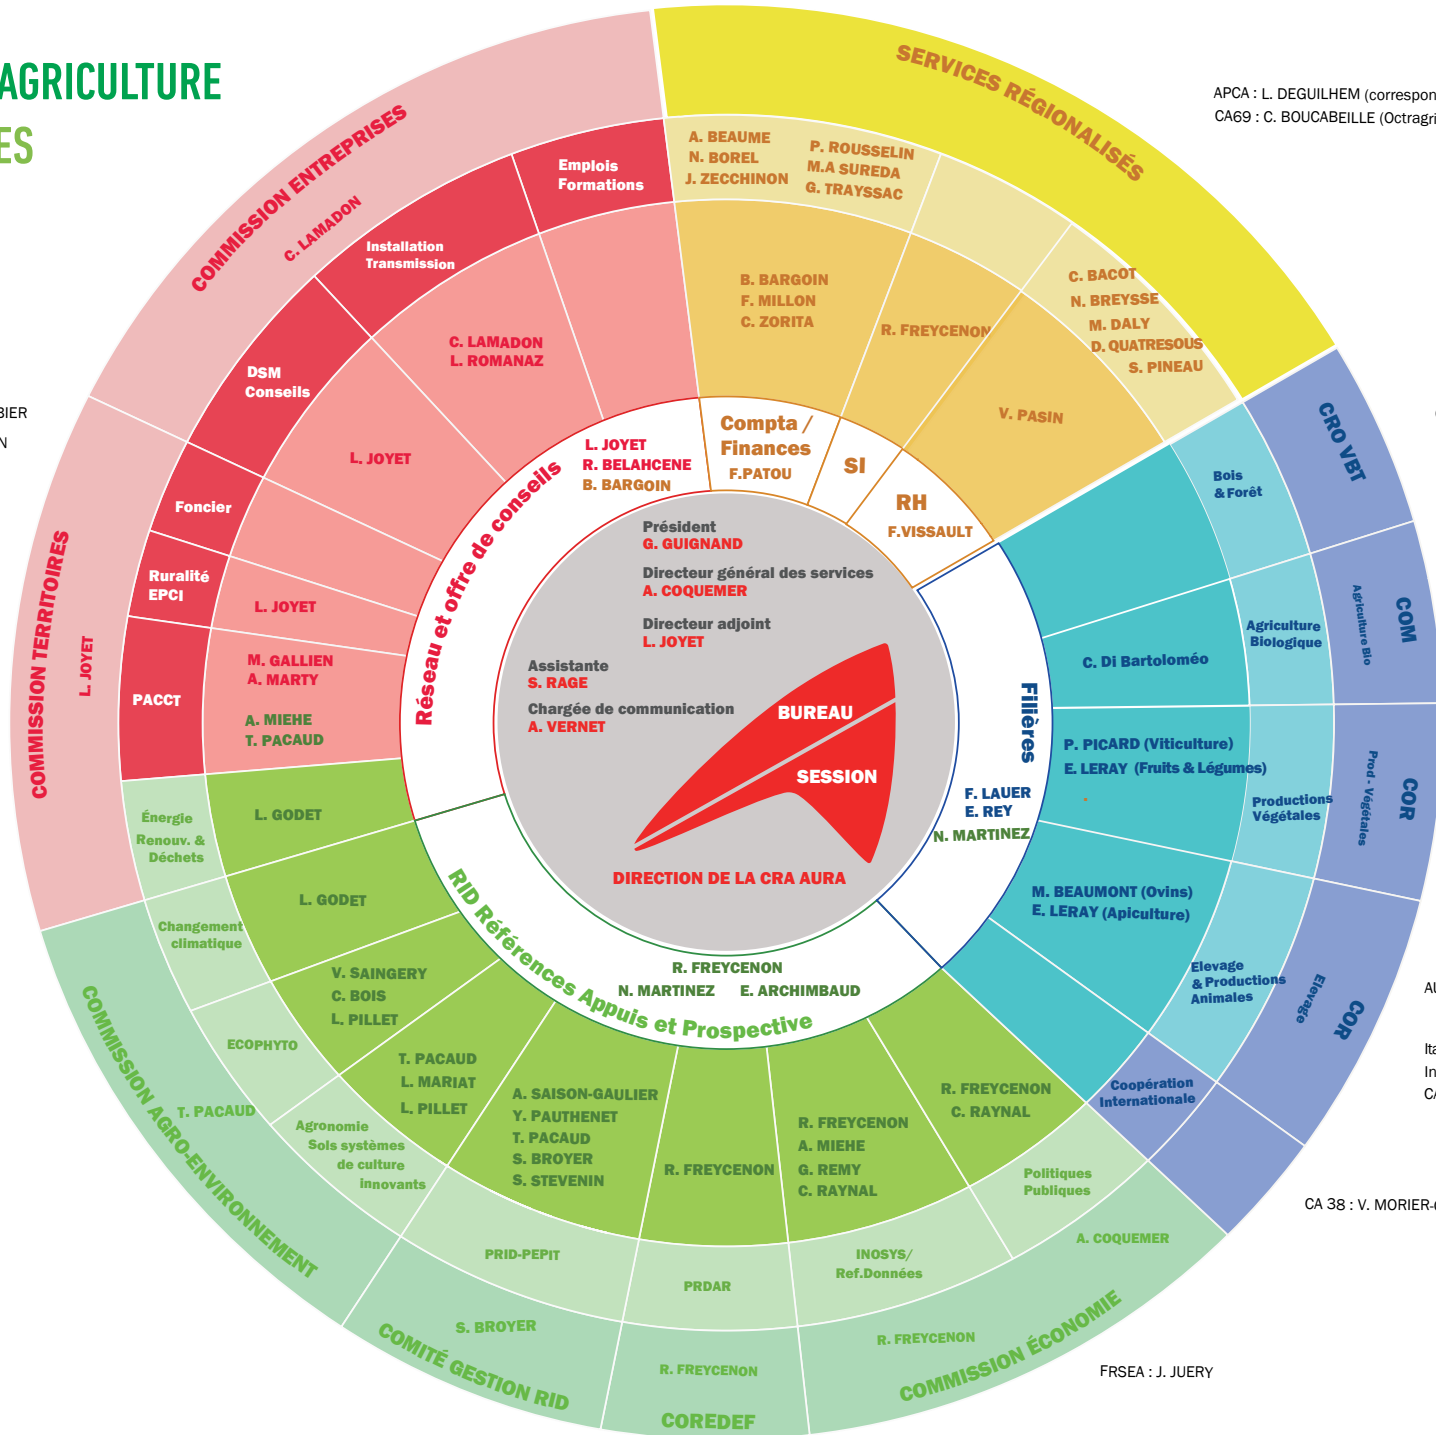 AGRICULTURE
ES
APCA : L. DEGUILHEM (correspon
CA69 : C. BOUCABEILLE (Octragri
BIER
N
COMMISSION ENTREPRISES
C. LAMADON
Emplois
Formations
Installation
Transmission
C. LAMADON
L. ROMANAZ
DSM
Conseils
L. JOYET
COMMISSION TERRITOIRES
L. JOYET
Foncier
Ruralité
EPCI
L. JOYET
PACCT
M. GALLIEN
A. MARTY
A. MIEHE
T. PACAUD
Réseau et offre de conseils
L. JOYET
R. BELAHCENE
B. BARGOIN
SERVICES RÉGIONALISÉS
A. BEAUME
N. BOREL
J. ZECCHINON
P. ROUSSELIN
M.A SUREDA
G. TRAYSSAC
B. BARGOIN
F. MILLON
C. ZORITA
R. FREYCENON
C. BACOT
N. BREYSSE
M. DALY
D. QUATRESOUS
S. PINEAU
V. PASIN
Compta /
Finances
F.PATOU
SI
RH
F.VISSAULT
Président
G. GUIGNAND
Directeur général des services
A. COQUEMER
Directeur adjoint
L. JOYET
Assistante
S. RAGE
Chargée de communication
A. VERNET
BUREAU
SESSION
DIRECTION DE LA CRA AURA
Filières
F. LAUER
E. REY
N. MARTINEZ
CRO VBT
Bois
& Forêt
COM
Agriculture Bio
Agriculture
Biologique
C. Di Bartoloméo
COR
Prod - Végétales
Productions
Végétales
P. PICARD (Viticulture)
E. LERAY (Fruits & Légumes)
COR
Elevage
Elevage
& Productions
Animales
M. BEAUMONT (Ovins)
E. LERAY (Apiculture)
Coopération
Internationale
AU
Ita
In
CA
CA 38 : V. MORIER-
RID Références Appuis et Prospective
R. FREYCENON
N. MARTINEZ E. ARCHIMBAUD
COMMISSION AGRO-ENVIRONNEMENT
T. PACAUD
Énergie
Renouv. &
Déchets
L. GODET
Changement
climatique
L. GODET
ECOPHYTO
V. SAINGERY
C. BOIS
L. PILLET
Agronomie
Sols systèmes
de culture
innovants
T. PACAUD
L. MARIAT
L. PILLET
COMITÉ GESTION RID
S. BROYER
PRID-PEPIT
A. SAISON-GAULIER
Y. PAUTHENET
T. PACAUD
S. BROYER
S. STEVENIN
COREDEF
R. FREYCENON
PRDAR
R. FREYCENON
COMMISSION ÉCONOMIE
R. FREYCENON
A. COQUEMER
INOSYS/
Ref.Données
R. FREYCENON
A. MIEHE
G. REMY
C. RAYNAL
Politiques
Publiques
R. FREYCENON
C. RAYNAL
FRSEA : J. JUERY